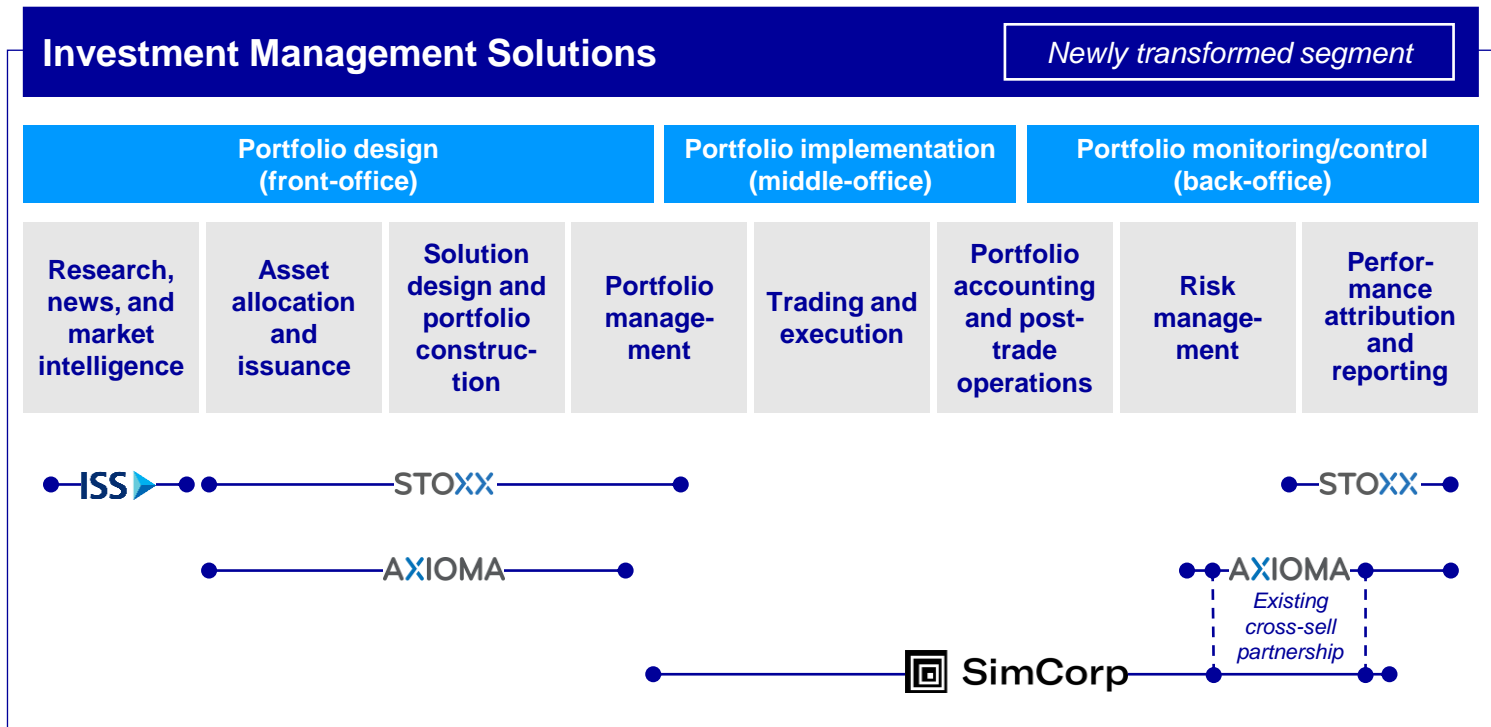 Investment Management Solutions
Newly transformed segment
Portfolio design
(front-office)
Portfolio implementation
(middle-office)
Portfolio monitoring/control
(back-office)
Research,
news, and
market
intelligence
Asset
allocation
and
issuance
Solution
design and
portfolio
construc-
tion
Portfolio
manage-
ment
Trading and
execution
Portfolio
accounting
and post-
trade
operations
Risk
manage-
ment
Perfor-
mance
attribution
and
reporting
ISS
STOXX
STOXX
AXIOMA
AXIOMA
Existing
cross-sell
partnership
SimCorp